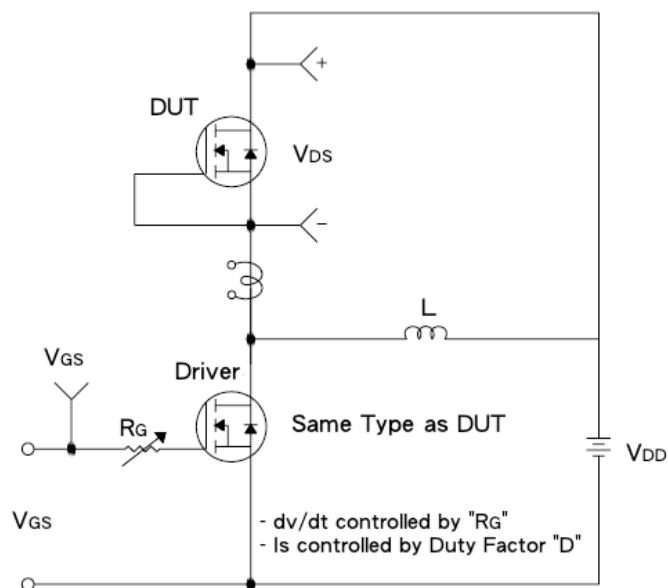 +
DUT
VDS
-
L
VGS
Driver
RG
Same Type as DUT
VDD
VGS
- dv/dt controlled by "RG"
- Is controlled by Duty Factor "D"